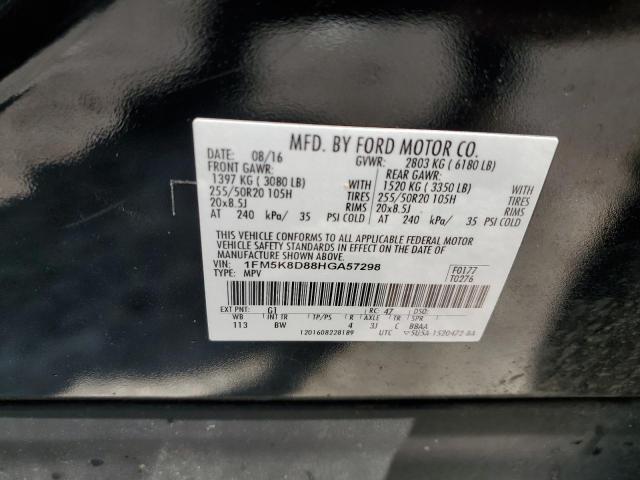 MFD. BY FORD MOTOR CO.
DATE: 08/16 GVWR: 2803 KG ( 6180 LB)
FRONT GAWR: REAR GAWR:
1397 KG ( 3080 LB) WITH 1520 KG ( 3350 LB) WITH
255/50R20 105H TIRES 255/50R20 105H TIRES
20x8.5J RIMS 20x8.5J RIMS
AT 240 kPa/ 35 PSI COLD AT 240 kPa/ 35 PSI COLD
THIS VEHICLE CONFORMS TO ALL APPLICABLE FEDERAL MOTOR
VEHICLE SAFETY STANDARDS IN EFFECT ON THE DATE OF
MANUFACTURE SHOWN ABOVE.
VIN: 1FM5K8D88HGA57298 F0177
TYPE: MPV T0276
EXT PNT: G1 RC: 47 DSO:
WB INT TR TP/PS R AXLE TR SPR
113 BW 4 3J C BBAA
1201608228189 UTC